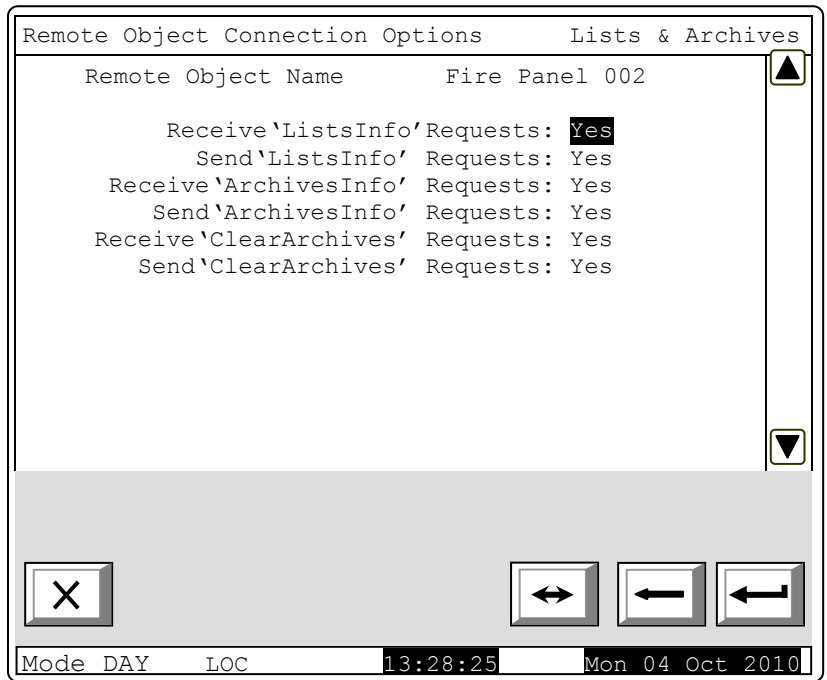 Remote Object Connection Options Lists & Archives
Remote Object Name Fire Panel 002
Receive‘ListsInfo’Requests: Yes
Send‘ListsInfo’ Requests: Yes
Receive‘ArchivesInfo’ Requests: Yes
Send‘ArchivesInfo’ Requests: Yes
Receive‘ClearArchives’ Requests: Yes
Send‘ClearArchives’ Requests: Yes
Mode DAY LOC 13:28:25 Mon 04 Oct 2010